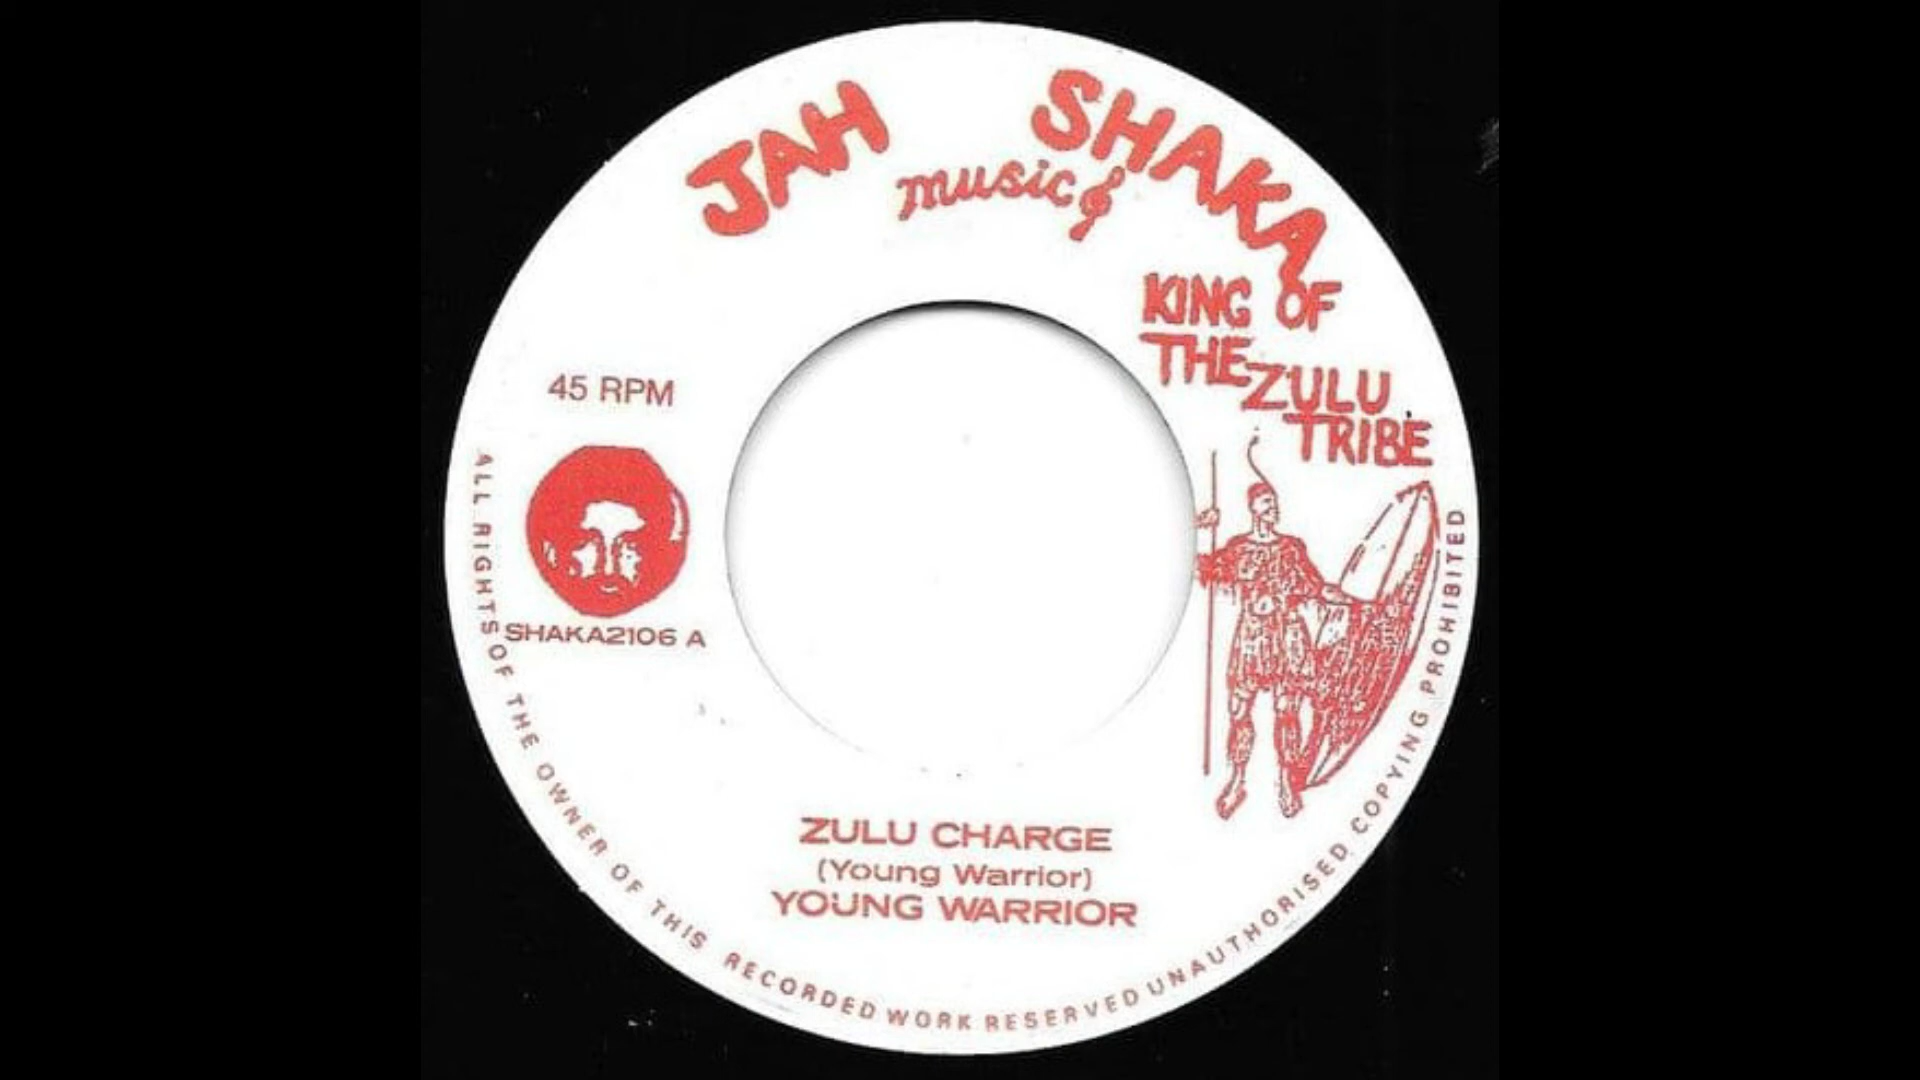 JAH SHAKA
music
KING OF
THE ZULU
TRIBE
45 RPM
SHAKA2106 A
ZULU CHARGE
(Young Warrior)
YOUNG WARRIOR
ALL RIGHTS OF THE OWNER OF THIS RECORDED WORK RESERVED UNAUTHORISED COPYING PROHIBITED